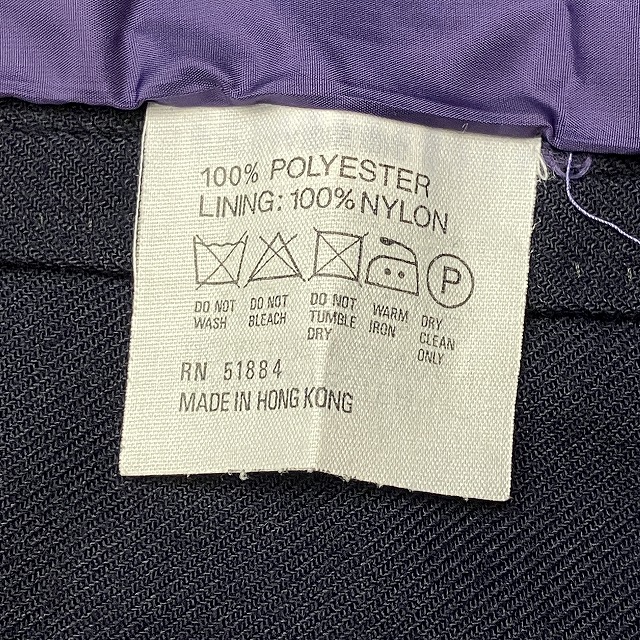 100% POLYESTER
LINING: 100% NYLON
P
DO NOT WASH
DO NOT BLEACH
DO NOT TUMBLE DRY
WARM IRON
DRY CLEAN ONLY
RN 51884
MADE IN HONG KONG